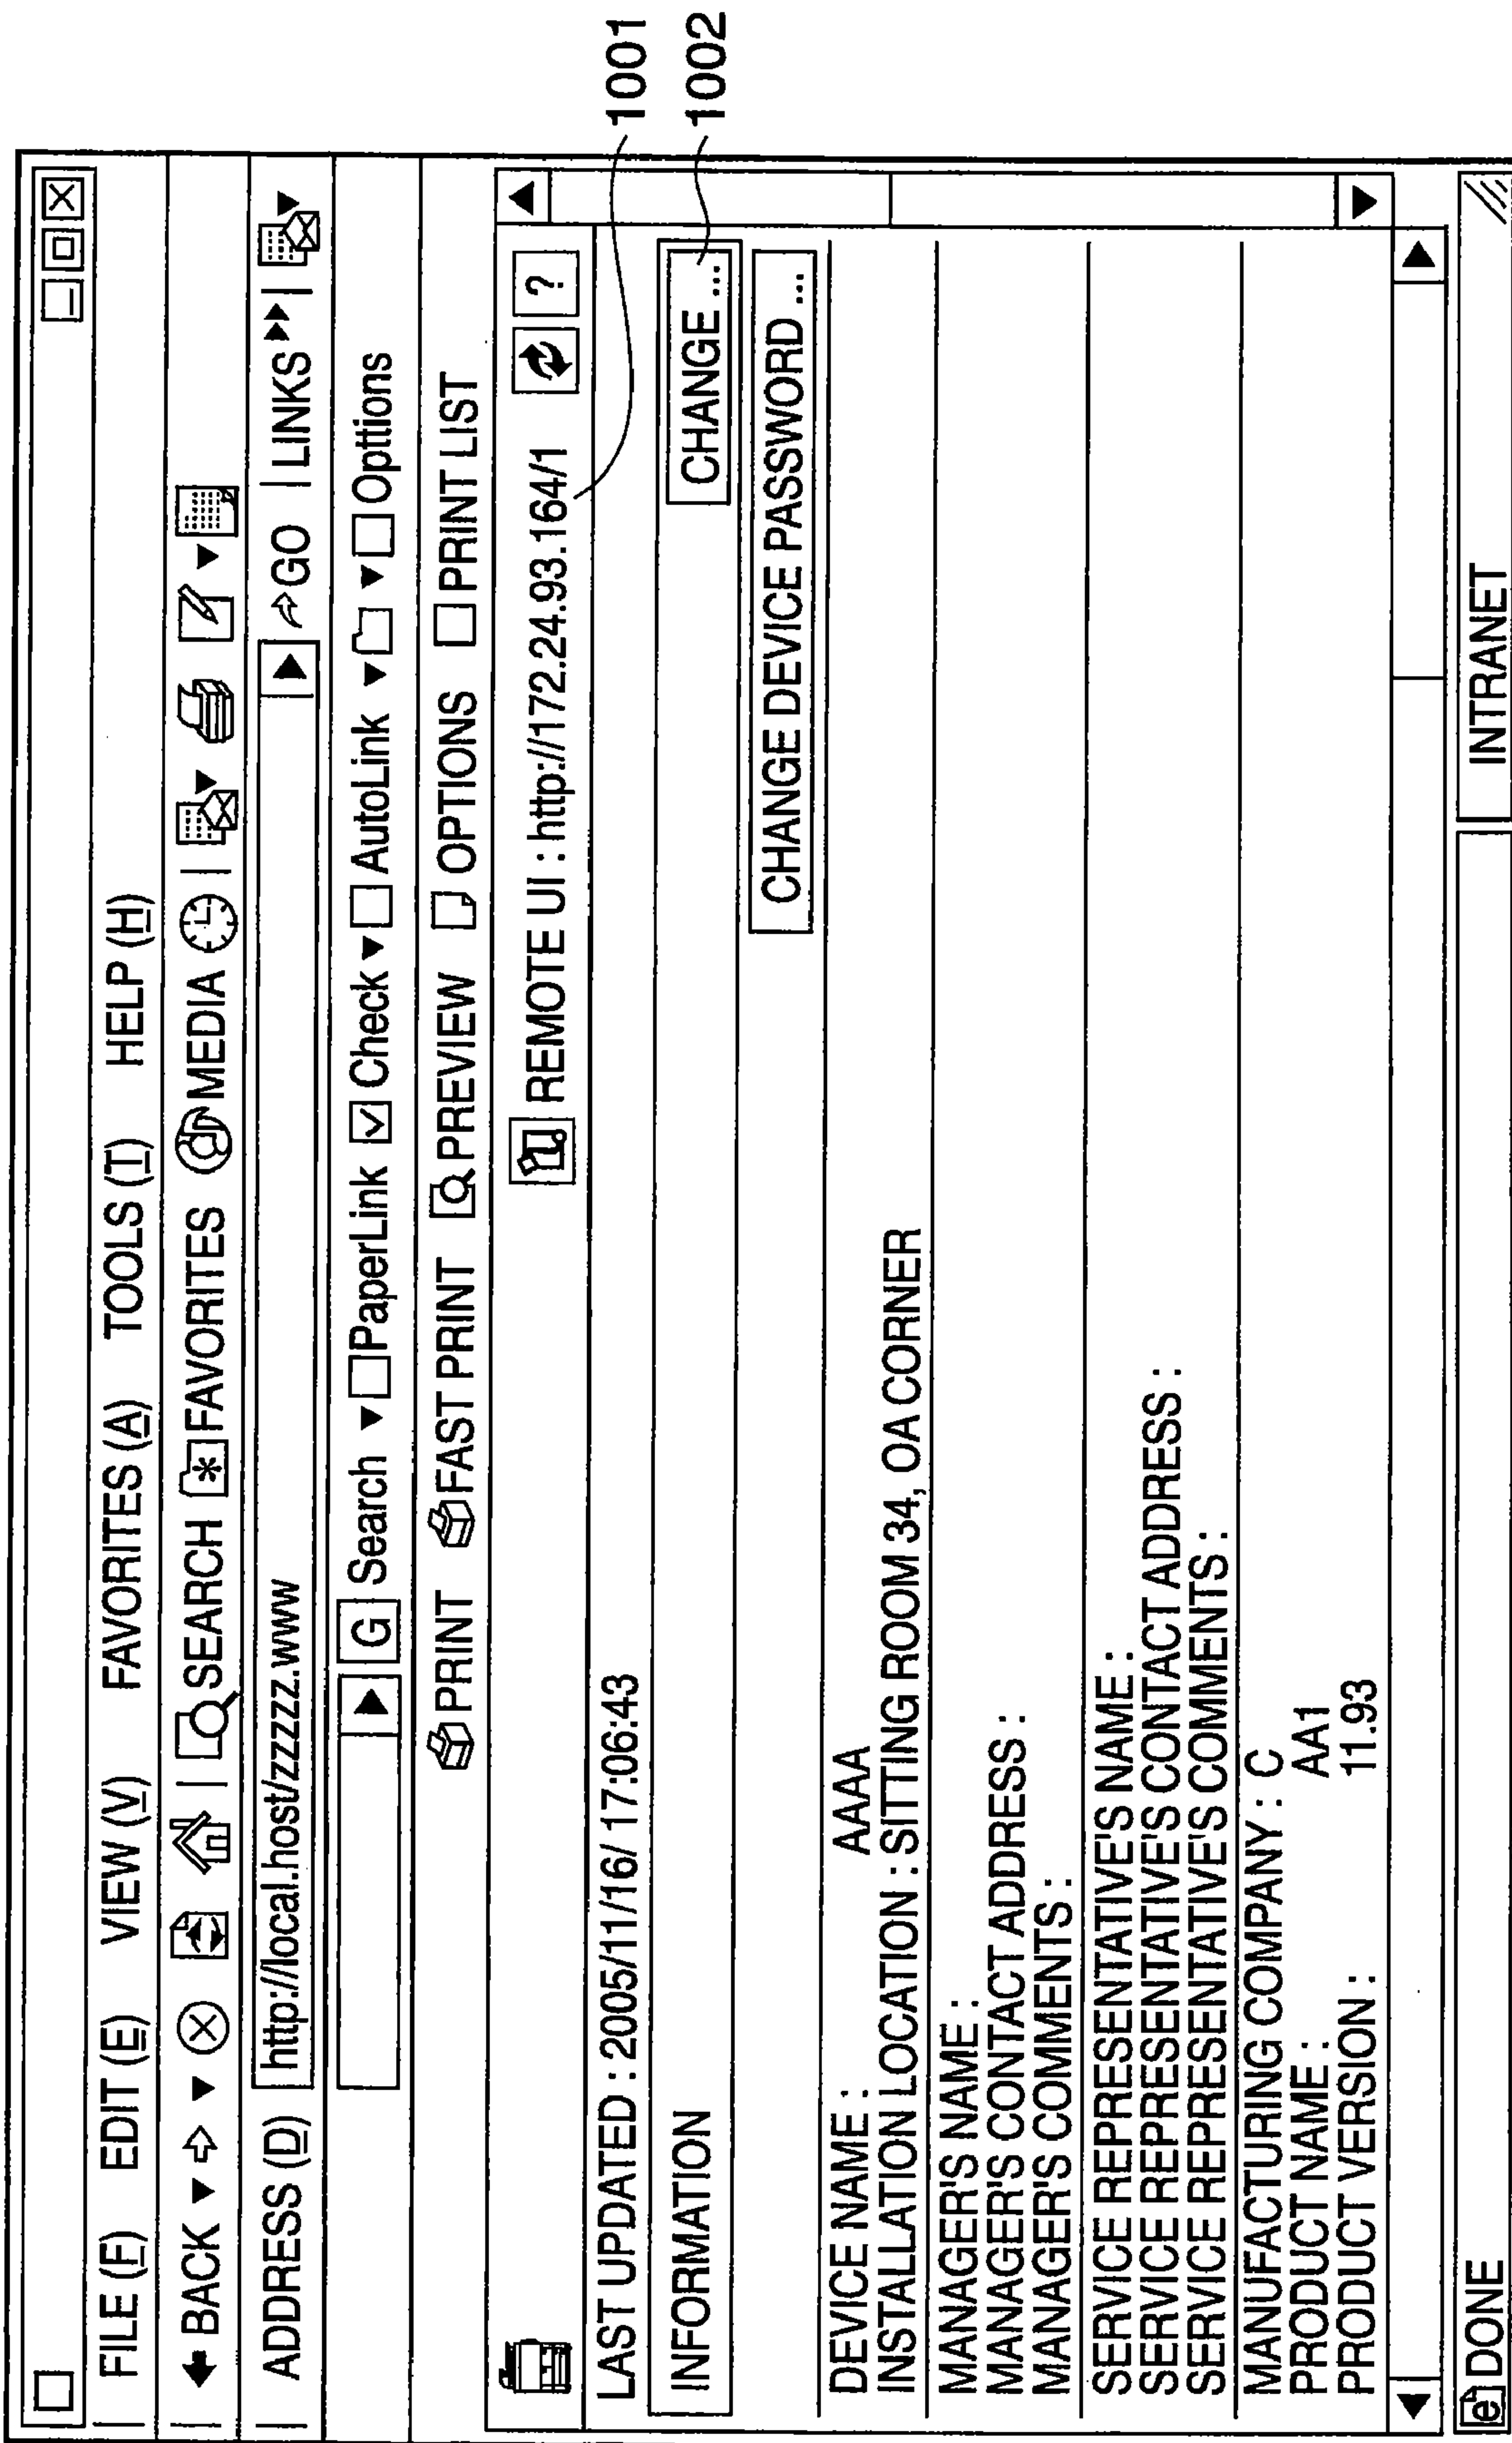 FILE (F) EDIT (E) VIEW (V) FAVORITES (A) TOOLS (T) HELP (H)
BACK SEARCH FAVORITES MEDIA
ADDRESS (D) http://local.host/zzzzz.www GO LINKS
G Search PaperLink Check AutoLink Opttions
PRINT FAST PRINT PREVIEW OPTIONS PRINT LIST
REMOTE UI : http://172.24.93.164/1 ?
1001
LAST UPDATED : 2005/11/16/ 17:06:43
INFORMATION CHANGE ...
1002
CHANGE DEVICE PASSWORD ...
DEVICE NAME : AAAA
INSTALLATION LOCATION : SITTING ROOM 34, OA CORNER
MANAGER'S NAME :
MANAGER'S CONTACT ADDRESS :
MANAGER'S COMMENTS :
SERVICE REPRESENTATIVE'S NAME :
SERVICE REPRESENTATIVE'S CONTACT ADDRESS :
SERVICE REPRESENTATIVE'S COMMENTS :
MANUFACTURING COMPANY : C
PRODUCT NAME : AA1
PRODUCT VERSION : 11.93
e DONE INTRANET